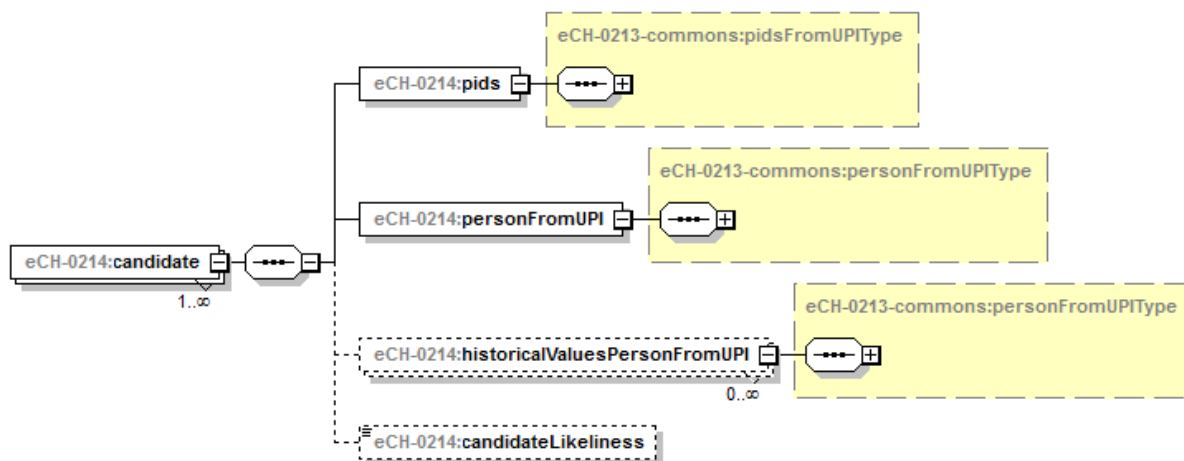 eCH-0213-commons:pidsFromUPIType
eCH-0214:pids
eCH-0213-commons:personFromUPIType
eCH-0214:personFromUPI
eCH-0214:candidate
1..∞
eCH-0213-commons:personFromUPIType
eCH-0214:historicalValuesPersonFromUPI
0..∞
eCH-0214:candidateLikeliness